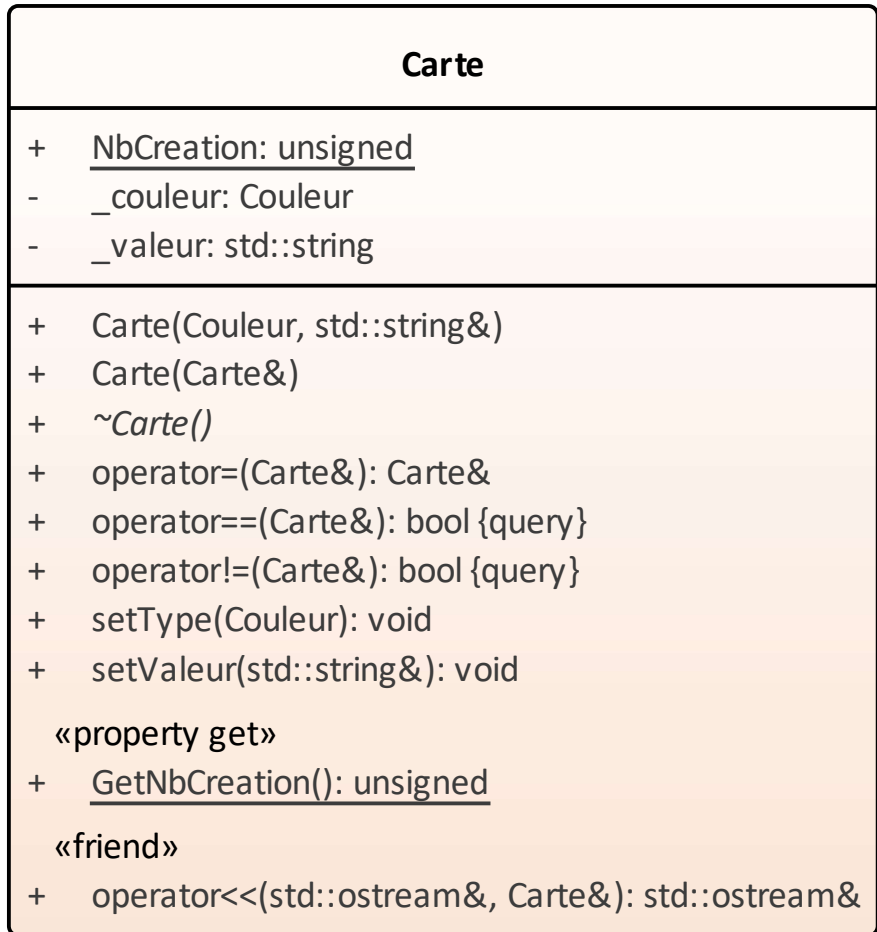 Carte
+ NbCreation: unsigned
- _couleur: Couleur
- _valeur: std::string
+ Carte(Couleur, std::string&)
+ Carte(Carte&)
+ ~Carte()
+ operator=(Carte&): Carte&
+ operator==(Carte&): bool {query}
+ operator!=(Carte&): bool {query}
+ setType(Couleur): void
+ setValeur(std::string&): void
«property get»
+ GetNbCreation(): unsigned
«friend»
+ operator<<(std::ostream&, Carte&): std::ostream&